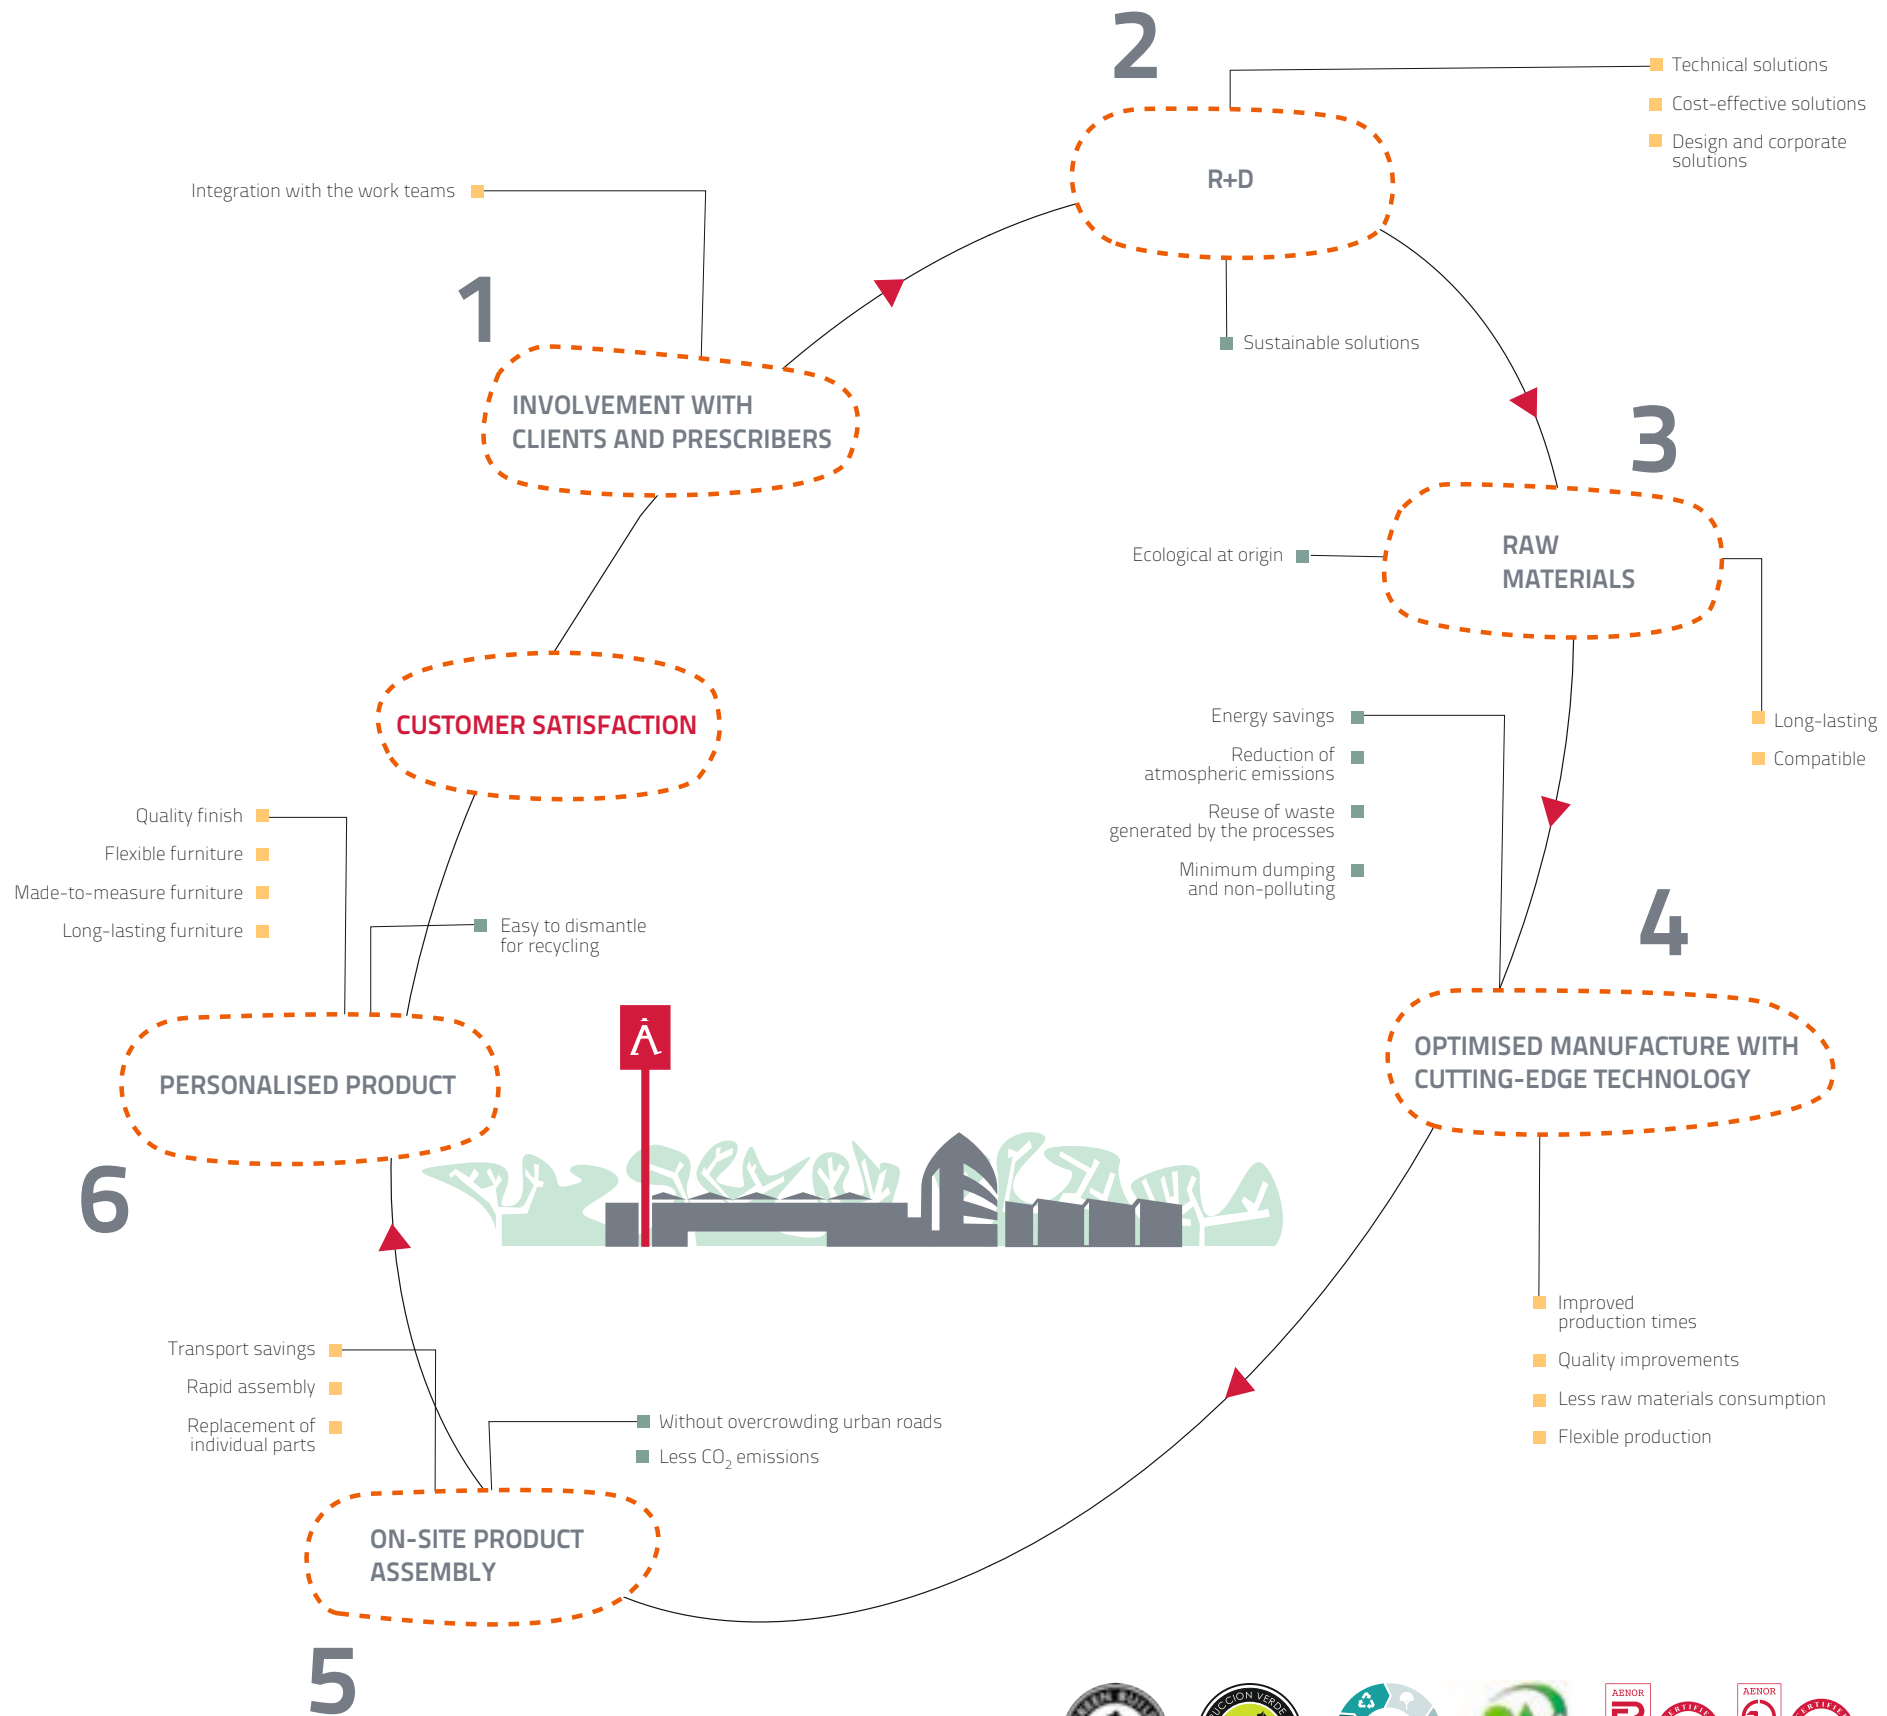 2
Technical solutions
Cost-effective solutions
Design and corporate
solutions
R+D
Sustainable solutions
Integration with the work teams
1
INVOLVEMENT WITH
CLIENTS AND PRESCRIBERS
3
RAW
MATERIALS
Ecological at origin
Long-lasting
Compatible
CUSTOMER SATISFACTION
Energy savings
Reduction of
atmospheric emissions
Reuse of waste
generated by the processes
Minimum dumping
and non-polluting
4
OPTIMISED MANUFACTURE WITH
CUTTING-EDGE TECHNOLOGY
Improved
production times
Quality improvements
Less raw materials consumption
Flexible production
Quality finish
Flexible furniture
Made-to-measure furniture
Long-lasting furniture
Easy to dismantle
for recycling
PERSONALISED PRODUCT
6
Transport savings
Rapid assembly
Replacement of
individual parts
Without overcrowding urban roads
Less CO₂ emissions
ON-SITE PRODUCT
ASSEMBLY
5
AENOR
AENOR